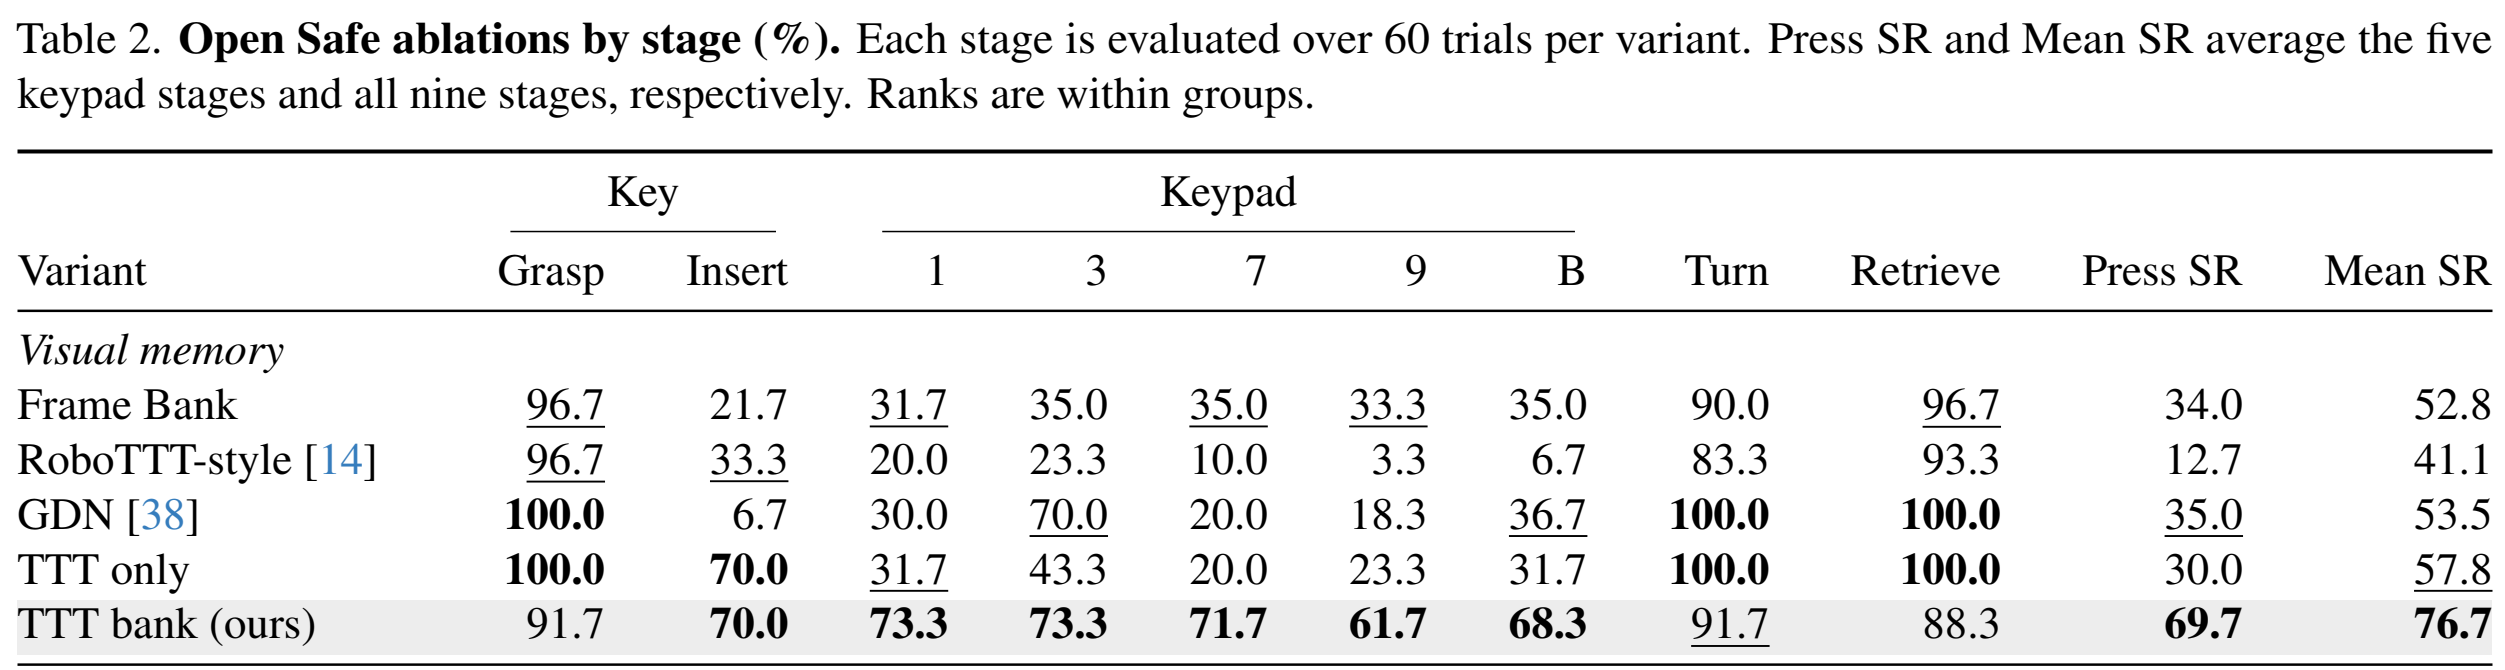 Table 2. Open Safe ablations by stage (%). Each stage is evaluated over 60 trials per variant. Press SR and Mean SR average the five
keypad stages and all nine stages, respectively. Ranks are within groups.
Key Keypad
Variant Grasp Insert 1 3 7 9 B Turn Retrieve Press SR Mean SR
Visual memory
Frame Bank 96.7 21.7 31.7 35.0 35.0 33.3 35.0 90.0 96.7 34.0 52.8
RoboTTT-style [14] 96.7 33.3 20.0 23.3 10.0 3.3 6.7 83.3 93.3 12.7 41.1
GDN [38] 100.0 6.7 30.0 70.0 20.0 18.3 36.7 100.0 100.0 35.0 53.5
TTT only 100.0 70.0 31.7 43.3 20.0 23.3 31.7 100.0 100.0 30.0 57.8
TTT bank (ours) 91.7 70.0 73.3 73.3 71.7 61.7 68.3 91.7 88.3 69.7 76.7